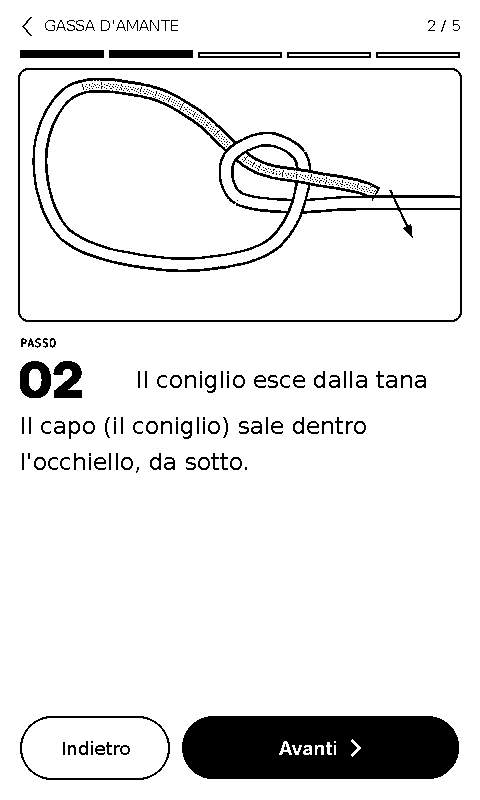 GASSA D'AMANTE 2 / 5
PASSO
02 Il coniglio esce dalla tana
Il capo (il coniglio) sale dentro
l'occhiello, da sotto.
Indietro Avanti